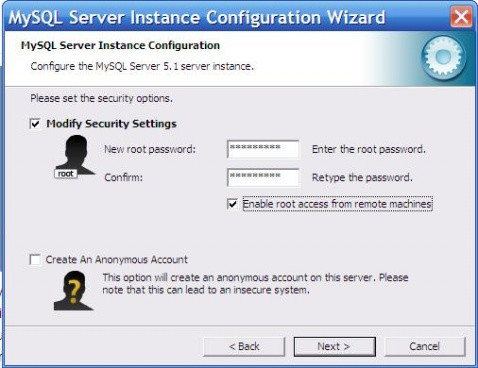 MySQL Server Instance Configuration Wizard
MySQL Server Instance Configuration
Configure the MySQL Server 5.1 server instance.
Please set the security options.
Modify Security Settings
root
New root password: ********* Enter the root password.
Confirm: ********* Retype the password.
Enable root access from remote machines
Create An Anonymous Account
This option will create an anonymous account on this server. Please
note that this can lead to an insecure system.
< Back Next > Cancel